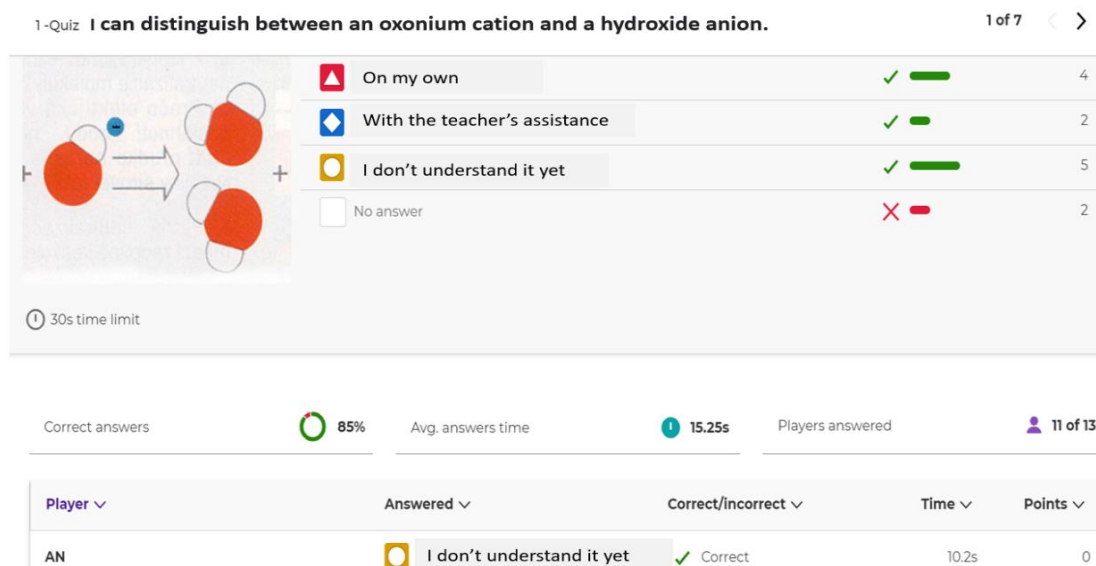 1-Quiz I can distinguish between an oxonium cation and a hydroxide anion. 1 of 7
On my own 4
With the teacher's assistance 2
I don't understand it yet 5
No answer 2
+ − +
30s time limit
Correct answers 85% Avg. answers time 15.25s Players answered 11 of 13
Player Answered Correct/incorrect Time Points
AN I don't understand it yet Correct 10.2s 0